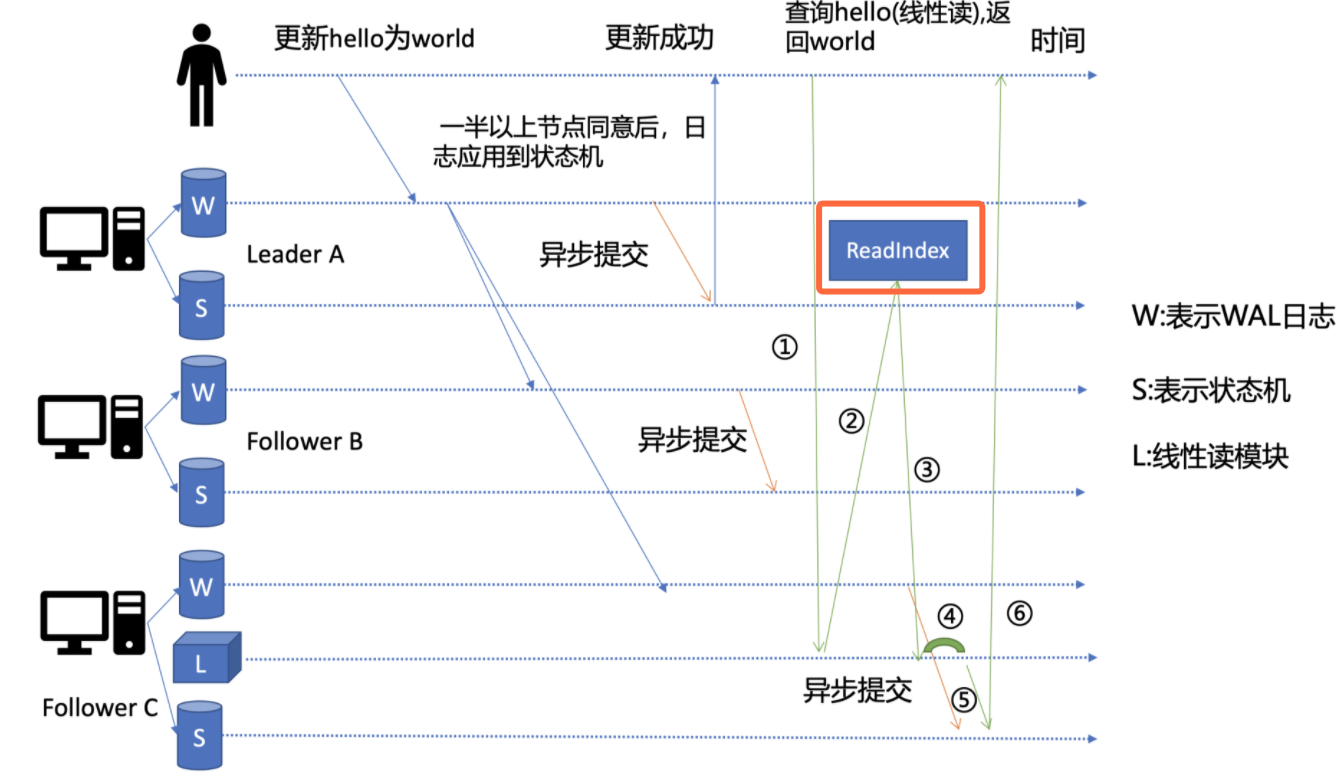 更新hello为world
更新成功
查询hello(线性读),返
回world
时间
一半以上节点同意后，日
志应用到状态机
W
Leader A
异步提交
ReadIndex
S
W:表示WAL日志
①
W
S:表示状态机
②
Follower B
异步提交
L:线性读模块
③
S
W
④
⑥
L
异步提交
⑤
Follower C
S